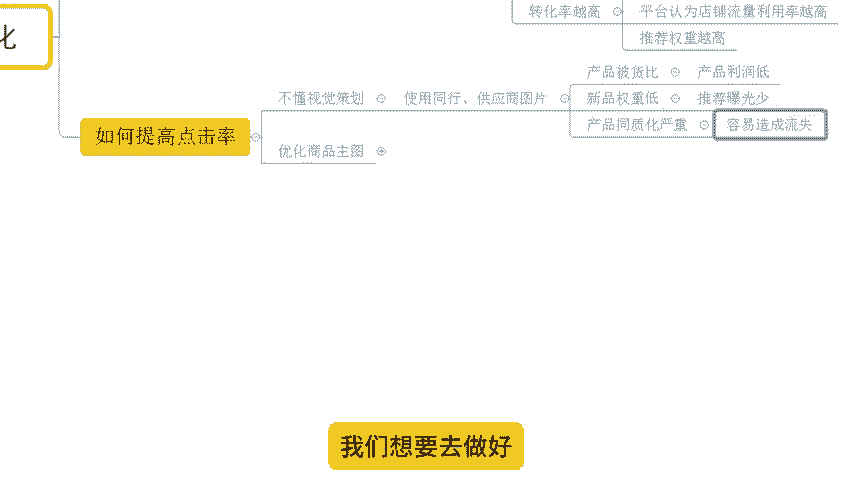 转化率越高 平台认为店铺流量利用率越高
化
推荐权重越高
产品被货比 产品利润低
不懂视觉策划 使用同行、供应商图片 新品权重低 推荐曝光少
如何提高点击率 产品同质化严重 容易造成流失
优化商品主图
我们想要去做好